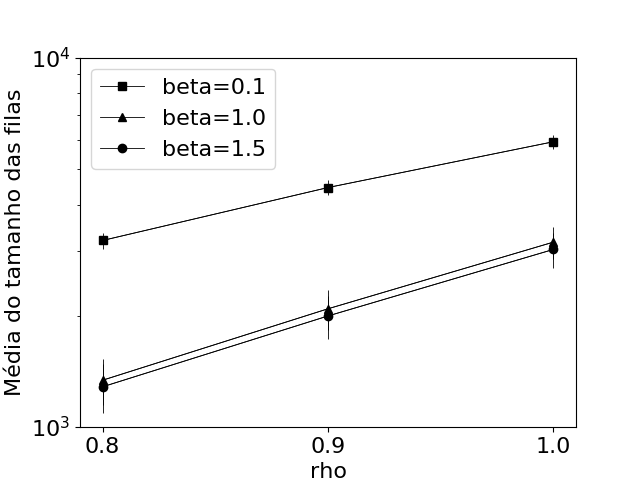 Média do tamanho das filas
10^4
10^3
beta=0.1
beta=1.0
beta=1.5
0.8 0.9 1.0
rho